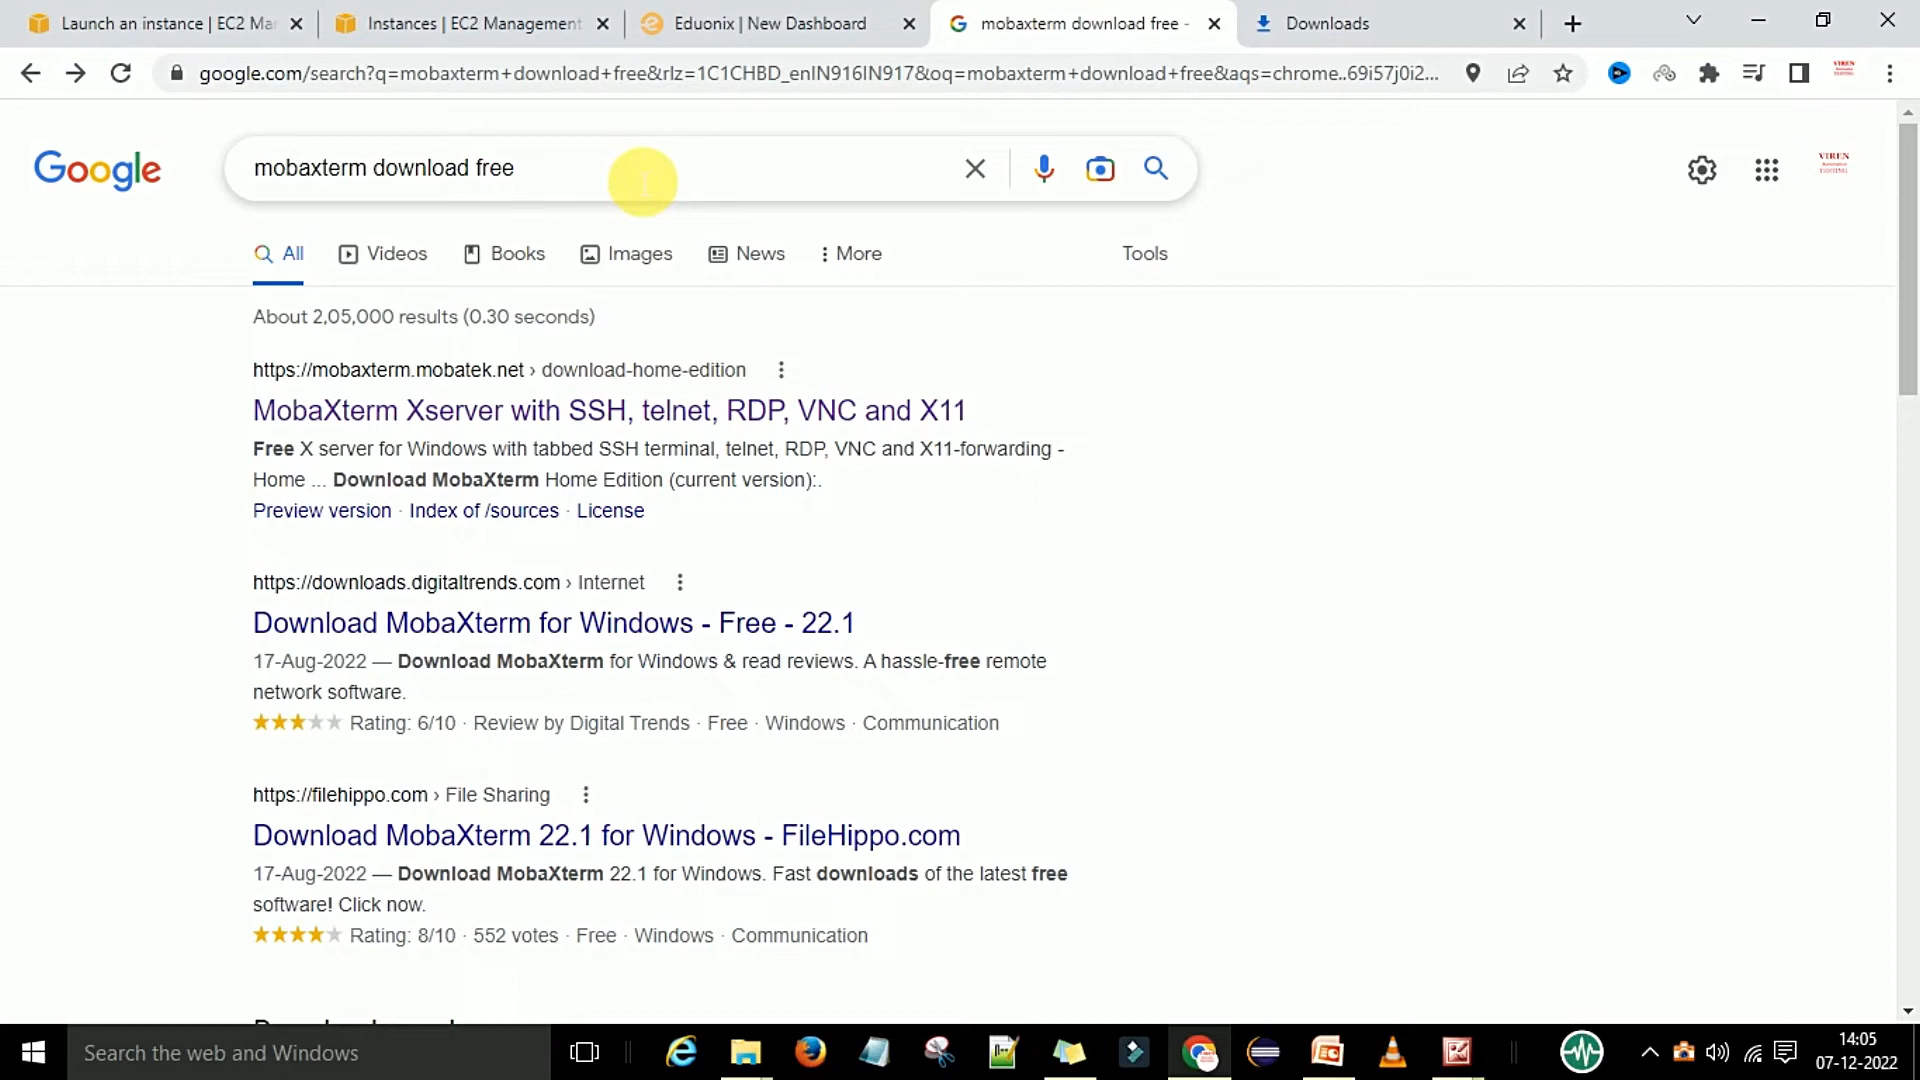 Launch an instance | EC2 Mar
Instances | EC2 Management
Eduonix | New Dashboard
mobaxterm download free -
Downloads
google.com/search?q=mobaxterm+download+free&rlz=1C1CHBD_enIN916IN917&oq=mobaxterm+download+free&aqs=chrome..69i57j0i2...
VIREN
Google
mobaxterm download free
VIREN
All
Videos
Books
Images
News
More
Tools
About 2,05,000 results (0.30 seconds)
https://mobaxterm.mobatek.net › download-home-edition
MobaXterm Xserver with SSH, telnet, RDP, VNC and X11
Free X server for Windows with tabbed SSH terminal, telnet, RDP, VNC and X11-forwarding -
Home ... Download MobaXterm Home Edition (current version):.
Preview version · Index of /sources · License
https://downloads.digitaltrends.com › Internet
Download MobaXterm for Windows - Free - 22.1
17-Aug-2022 — Download MobaXterm for Windows & read reviews. A hassle-free remote
network software.
Rating: 6/10 · Review by Digital Trends · Free · Windows · Communication
https://filehippo.com › File Sharing
Download MobaXterm 22.1 for Windows - FileHippo.com
17-Aug-2022 — Download MobaXterm 22.1 for Windows. Fast downloads of the latest free
software! Click now.
Rating: 8/10 · 552 votes · Free · Windows · Communication
Search the web and Windows
14:05
07-12-2022